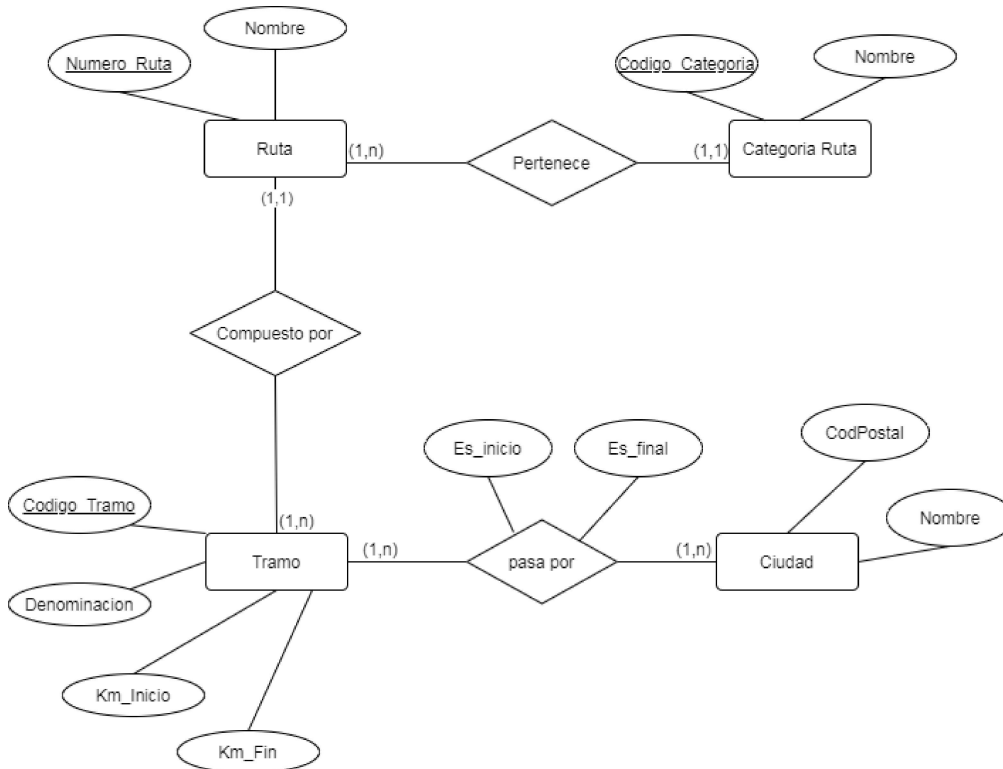 Nombre
Numero_Ruta
Codigo_Categoria
Nombre
Ruta
(1,n)
Pertenece
(1,1)
Categoria Ruta
(1,1)
Compuesto por
Es_inicio
Es_final
CodPostal
Codigo_Tramo
(1,n)
Nombre
Tramo
(1,n)
pasa por
(1,n)
Ciudad
Denominacion
Km_Inicio
Km_Fin